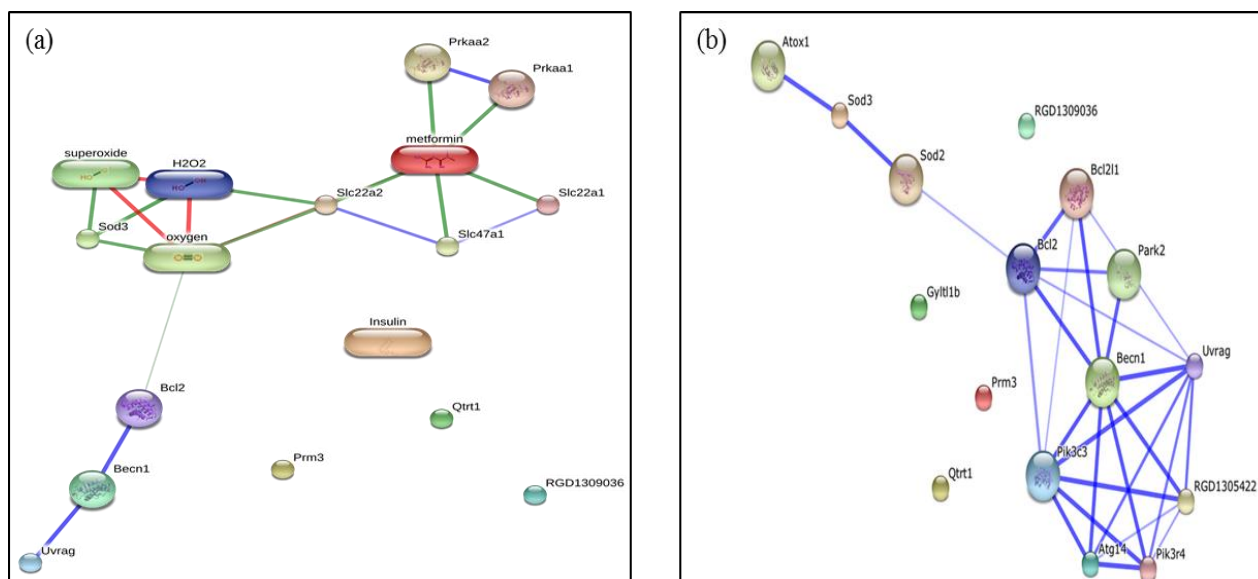 (a)
Prkaa2
Prkaa1
metformin
superoxide
H2O2
Slc22a2
Slc22a1
Sod3
oxygen
Slc47a1
Insulin
Bcl2
Qtrt1
Prm3
Becn1
RGD1309036
Uvrag
(b)
Atox1
Sod3
RGD1309036
Sod2
Bcl2l1
Bcl2
Park2
Gyltl1b
Uvrag
Becn1
Prm3
Pik3c3
Qtrt1
RGD1305422
Atg14
Pik3r4